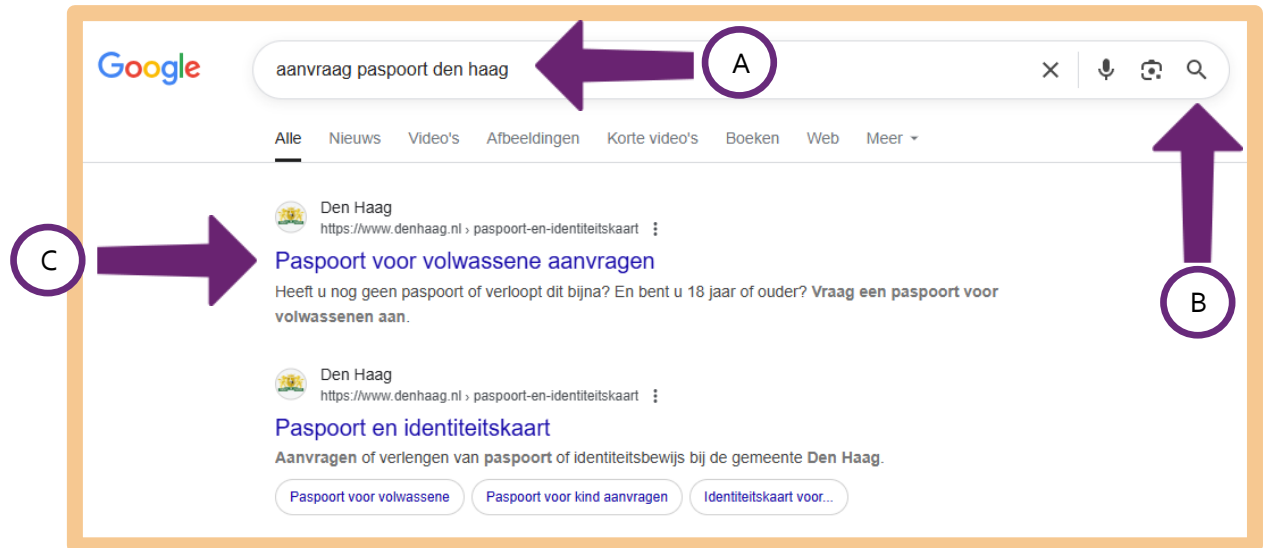 Google
aanvraag paspoort den haag
A
Alle Nieuws Video's Afbeeldingen Korte video's Boeken Web Meer
Den Haag
https://www.denhaag.nl › paspoort-en-identiteitskaart
C
Paspoort voor volwassene aanvragen
Heeft u nog geen paspoort of verloopt dit bijna? En bent u 18 jaar of ouder? Vraag een paspoort voor
volwassenen aan.
B
Den Haag
https://www.denhaag.nl › paspoort-en-identiteitskaart
Paspoort en identiteitskaart
Aanvragen of verlengen van paspoort of identiteitsbewijs bij de gemeente Den Haag.
Paspoort voor volwassene Paspoort voor kind aanvragen Identiteitskaart voor...